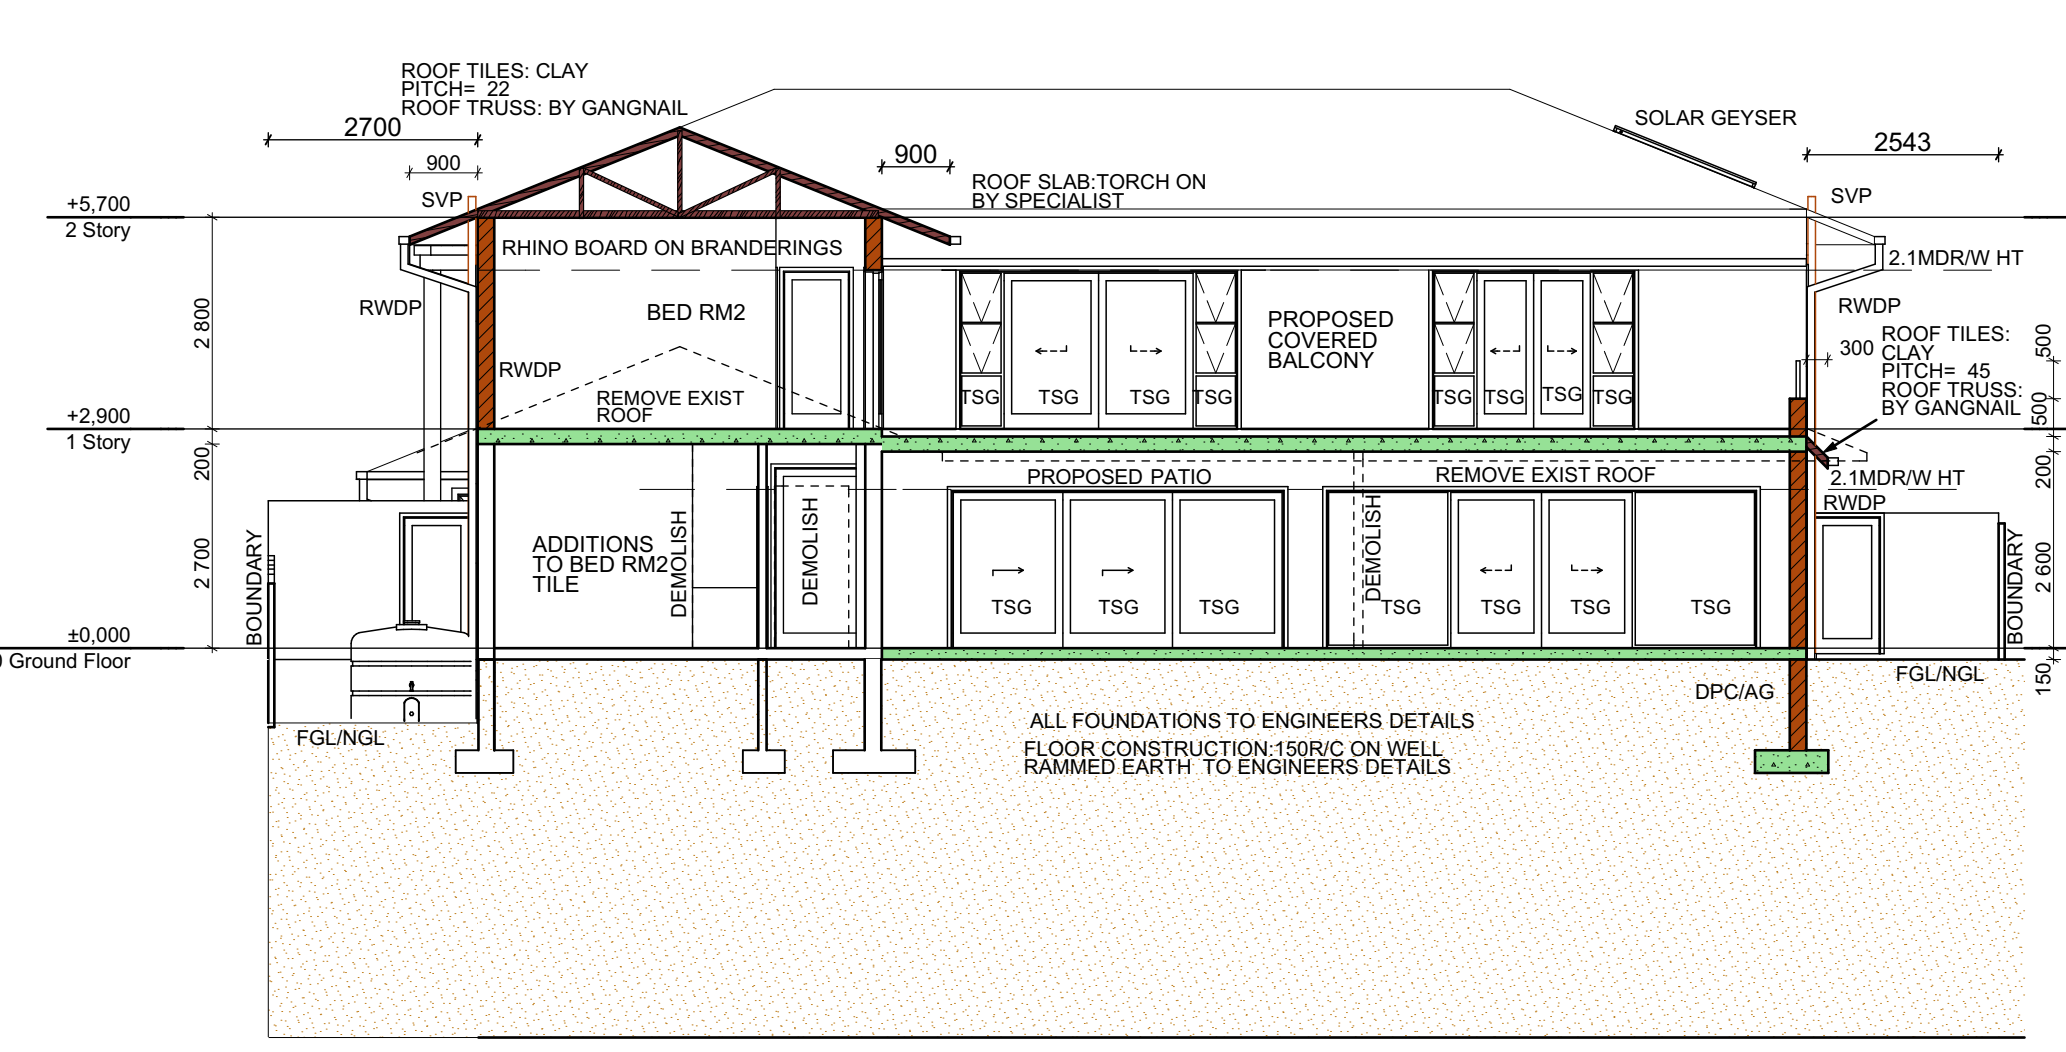 ROOF TILES: CLAY
PITCH= 22
ROOF TRUSS: BY GANGNAIL
2700
900
SVP
900
ROOF SLAB:TORCH ON
BY SPECIALIST
SOLAR GEYSER
2543
SVP
+5,700
2 Story
RHINO BOARD ON BRANDERINGS
2.1MDR/W HT
RWDP
BED RM2
PROPOSED
COVERED
BALCONY
RWDP
2 800
RWDP
REMOVE EXIST
ROOF
TSG
TSG
TSG
TSG
TSG
TSG
TSG
TSG
300
ROOF TILES:
CLAY
PITCH= 45
ROOF TRUSS:
BY GANGNAIL
500
500
+2,900
1 Story
200
PROPOSED PATIO
REMOVE EXIST ROOF
2.1MDR/W HT
RWDP
200
2 700
BOUNDARY
ADDITIONS
TO BED RM2
TILE
DEMOLISH
DEMOLISH
DEMOLISH
TSG
TSG
TSG
TSG
TSG
TSG
TSG
BOUNDARY
2 600
±0,000
0 Ground Floor
FGL/NGL
150
DPC/AG
FGL/NGL
ALL FOUNDATIONS TO ENGINEERS DETAILS
FLOOR CONSTRUCTION:150R/C ON WELL
RAMMED EARTH TO ENGINEERS DETAILS